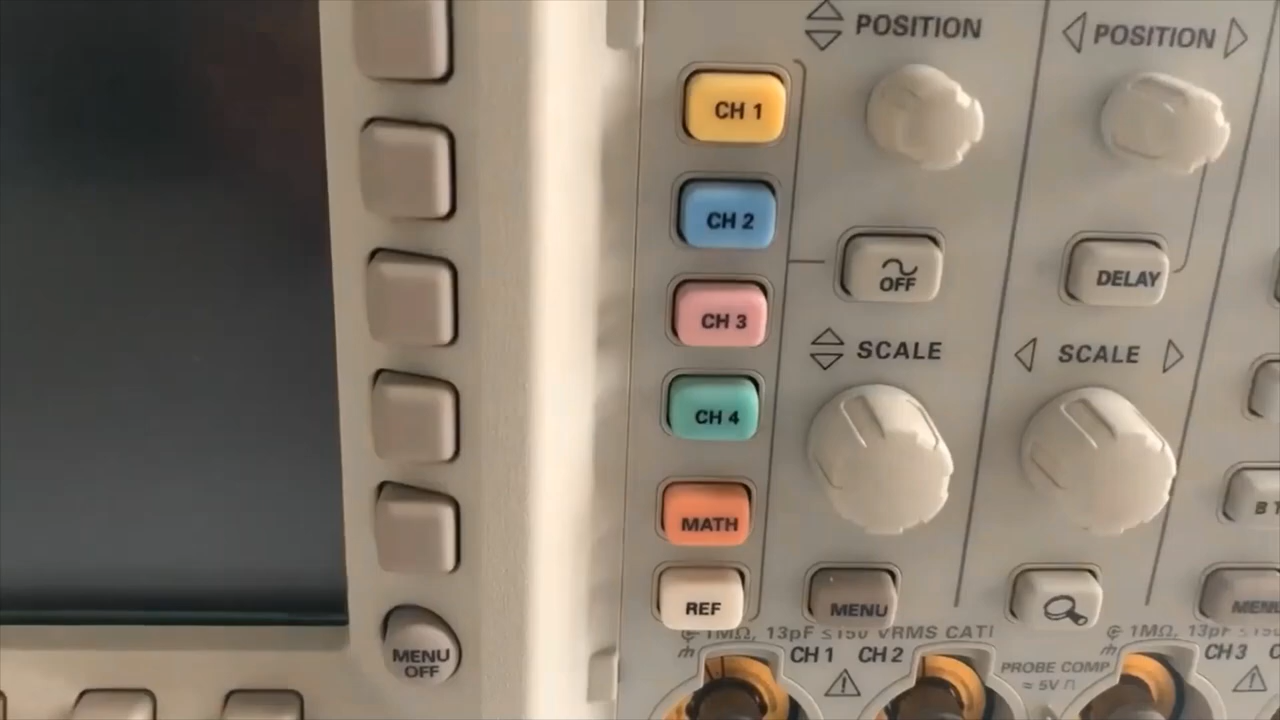 POSITION
POSITION
CH 1
CH 2
OFF
DELAY
CH 3
SCALE
SCALE
CH 4
MATH
B T
REF
MENU
MENU
MENU
OFF
1MΩ, 13pF ≤150 VRMS CAT I
1MΩ, 13pF ≤150
CH 1
CH 2
PROBE COMP
≈ 5V
CH 3